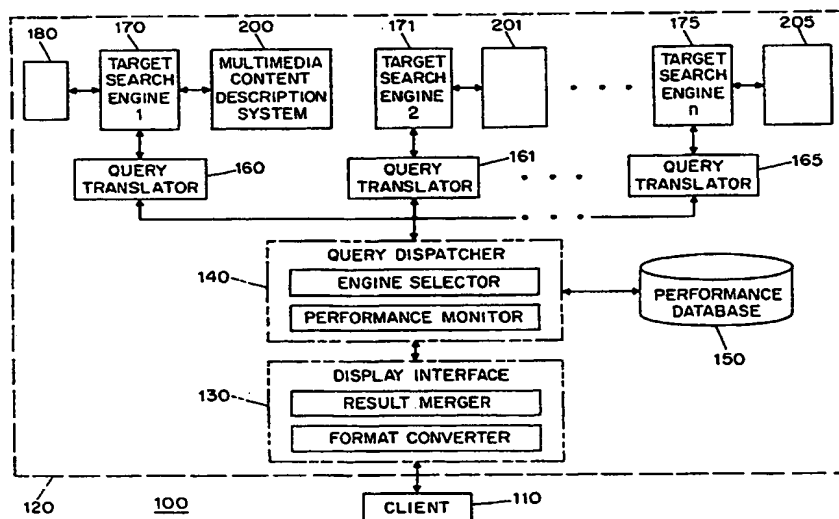 180
170
200
171
201
175
205
TARGET
SEARCH
ENGINE
1
MULTIMEDIA
CONTENT
DESCRIPTION
SYSTEM
TARGET
SEARCH
ENGINE
2
TARGET
SEARCH
ENGINE
n
QUERY
TRANSLATOR
160
QUERY
TRANSLATOR
161
QUERY
TRANSLATOR
165
QUERY DISPATCHER
140
ENGINE SELECTOR
PERFORMANCE MONITOR
PERFORMANCE
DATABASE
150
DISPLAY INTERFACE
130
RESULT MERGER
FORMAT CONVERTER
120
100
CLIENT
110